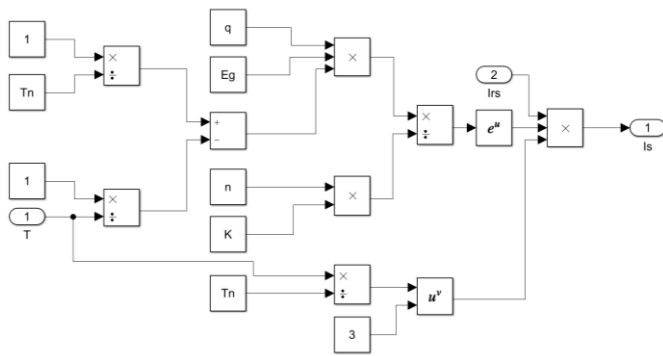 1
Tn
×
÷
q
Eg
×
+
−
2
Irs
×
÷
e^u
×
1
Is
1
×
÷
1
T
n
K
×
Tn
×
÷
u^v
3